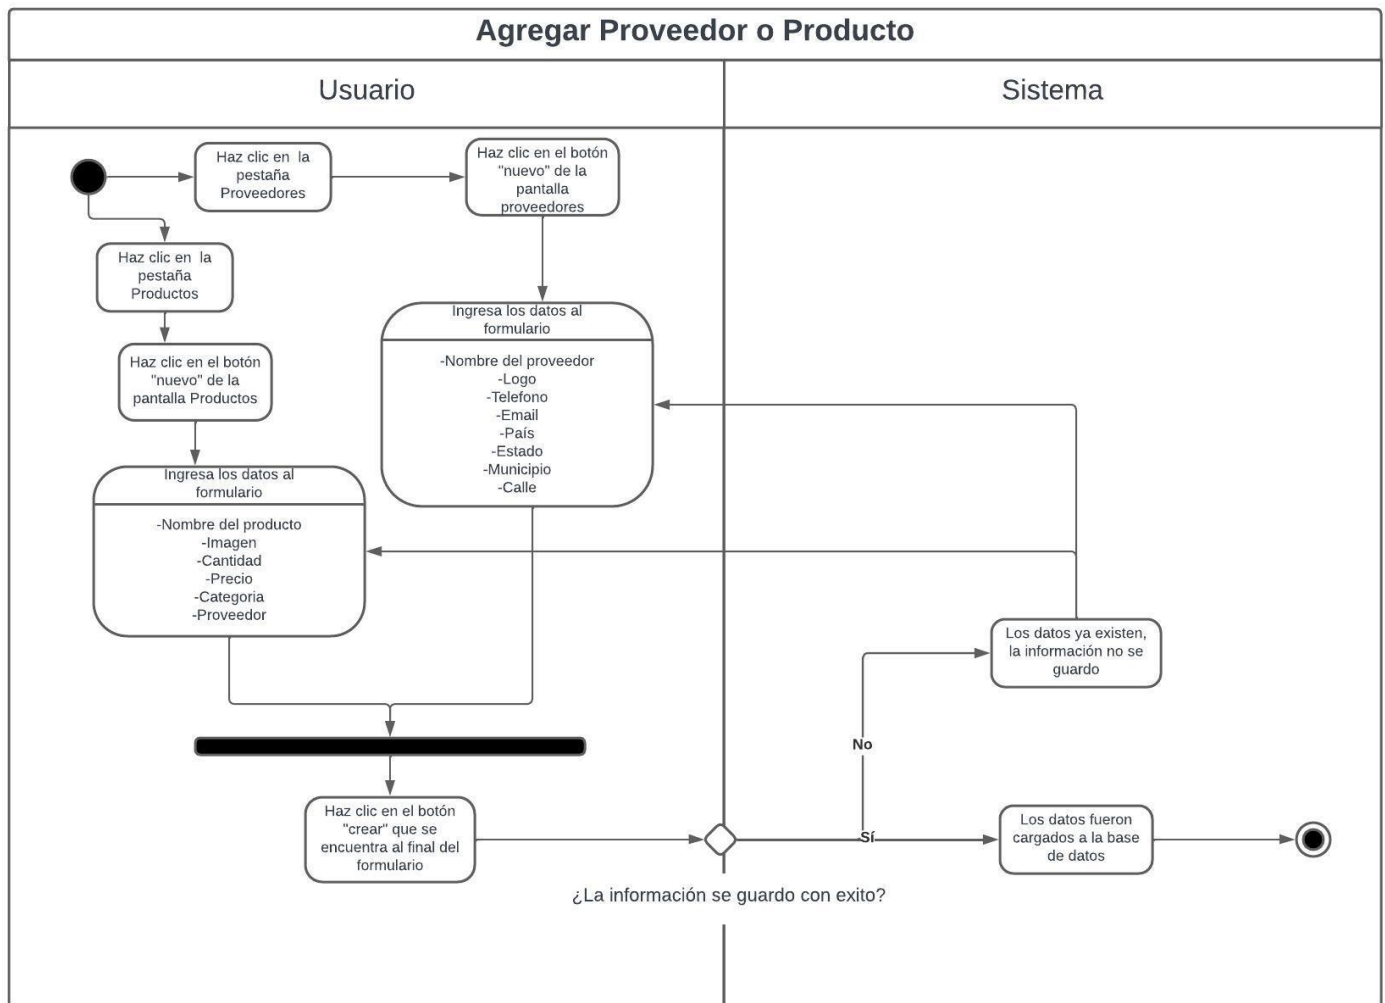 Agregar Proveedor o Producto
Usuario
Sistema
Haz clic en  la
pestaña
Proveedores
Haz clic en el botón
"nuevo" de la
pantalla
proveedores
Haz clic en  la
pestaña
Productos
Haz clic en el botón
"nuevo" de la
pantalla Productos
Ingresa los datos al
formulario
-Nombre del proveedor
-Logo
-Telefono
-Email
-País
-Estado
-Municipio
-Calle
Ingresa los datos al
formulario
-Nombre del producto
-Imagen
-Cantidad
-Precio
-Categoria
-Proveedor
Los datos ya existen,
la información no se
guardo
No
Haz clic en el botón
"crear" que se
encuentra al final del
formulario
Sí
Los datos fueron
cargados a la base
de datos
¿La información se guardo con exito?